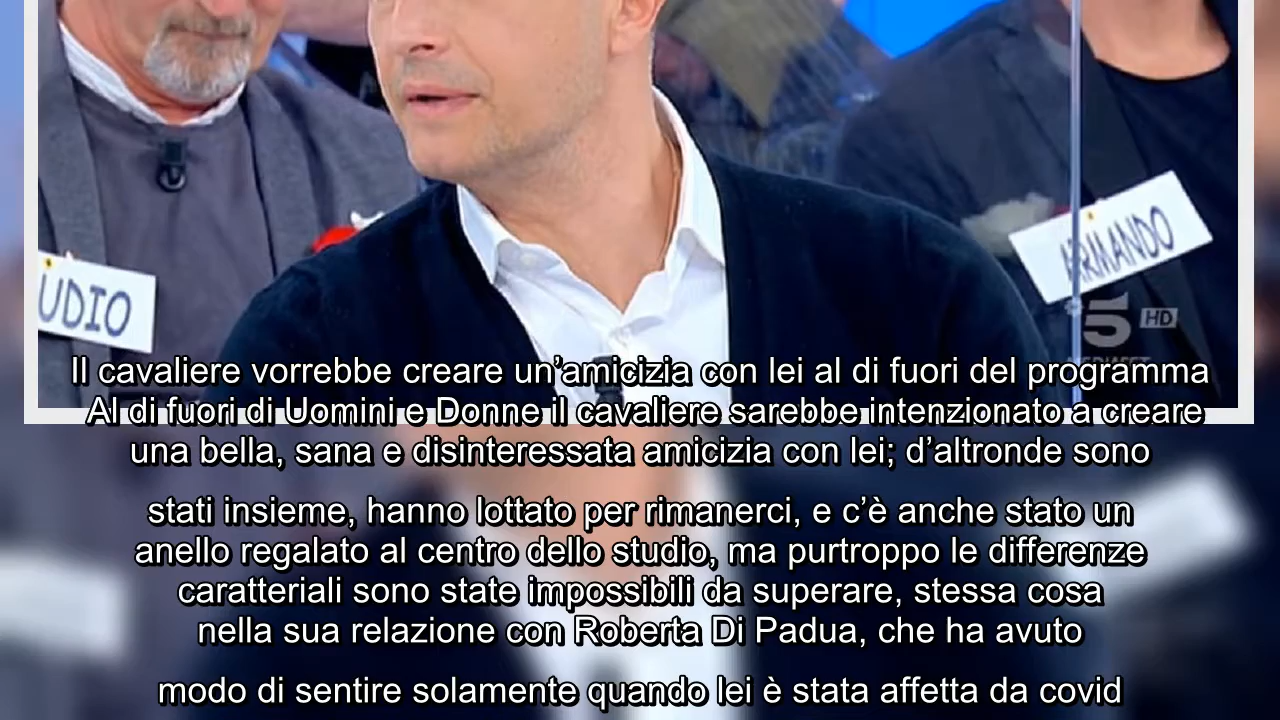 UDIO
ARMANDO
5 HD
Il cavaliere vorrebbe creare un’amicizia con lei al di fuori del programma
Al di fuori di Uomini e Donne il cavaliere sarebbe intenzionato a creare
una bella, sana e disinteressata amicizia con lei; d’altronde sono
stati insieme, hanno lottato per rimanerci, e c’è anche stato un
anello regalato al centro dello studio, ma purtroppo le differenze
caratteriali sono state impossibili da superare, stessa cosa
nella sua relazione con Roberta Di Padua, che ha avuto
modo di sentire solamente quando lei è stata affetta da covid